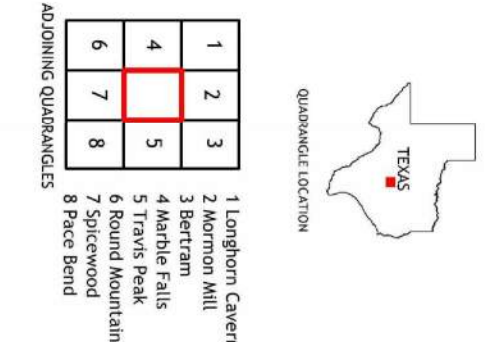 TEXAS
QUADRANGLE LOCATION
1 2 3
4 5
6 7 8
1 Longhorn Cavern
2 Mormon Mill
3 Bertram
4 Marble Falls
5 Travis Peak
6 Round Mountain
7 Spicewood
8 Pace Bend
ADJOINING QUADRANGLES